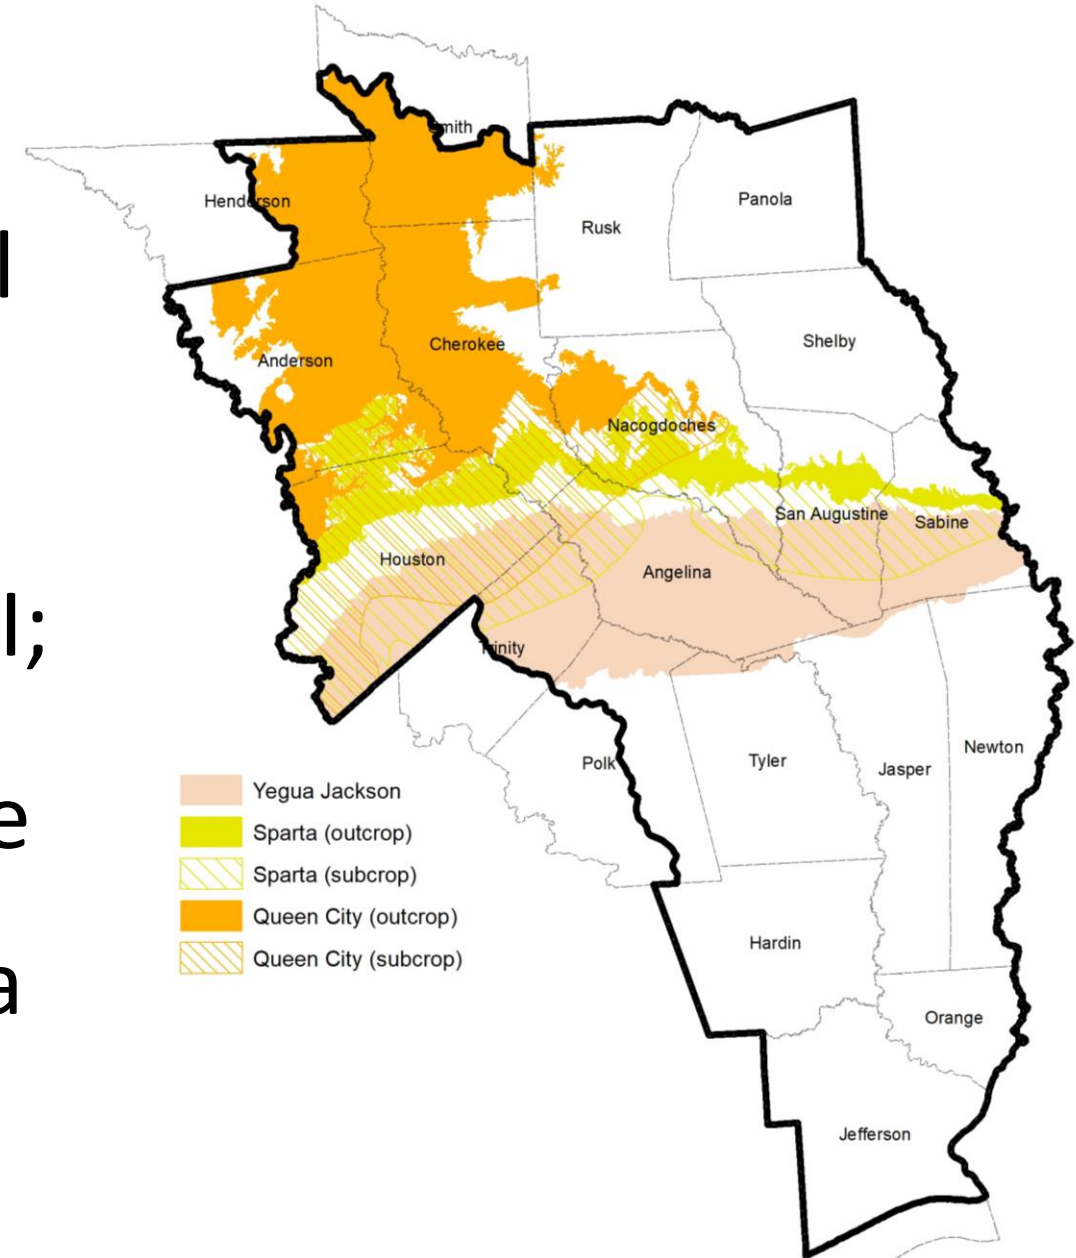 Smith
Henderson
Panola
Rusk
Shelby
Cherokee
Anderson
Nacogdoches
San Augustine
Sabine
Houston
Angelina
Trinity
Polk
Tyler
Newton
Jasper
Hardin
Orange
Jefferson
l
l;
e
a
Yegua Jackson
Sparta (outcrop)
Sparta (subcrop)
Queen City (outcrop)
Queen City (subcrop)